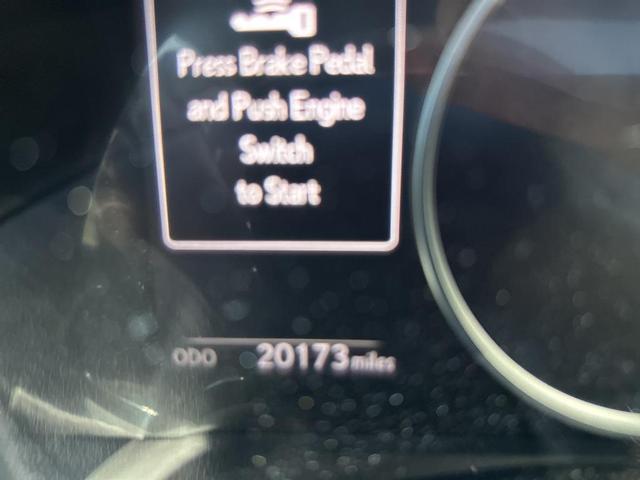 Press Brake Pedal
and Push Engine
Switch
to Start
ODO 20173 miles